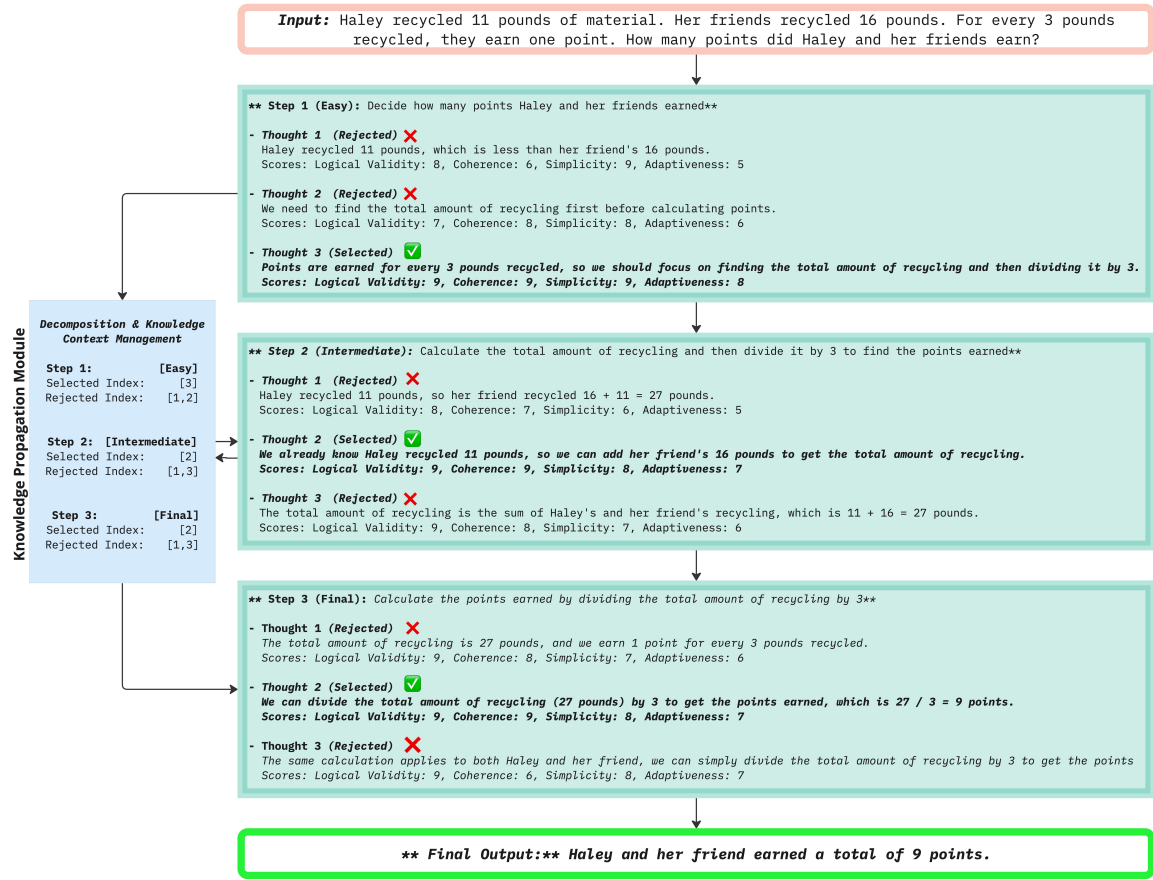 Input: Haley recycled 11 pounds of material. Her friends recycled 16 pounds. For every 3 pounds
recycled, they earn one point. How many points did Haley and her friends earn?
** Step 1 (Easy): Decide how many points Haley and her friends earned**
- Thought 1 (Rejected) ❌
Haley recycled 11 pounds, which is less than her friend's 16 pounds.
Scores: Logical Validity: 8, Coherence: 6, Simplicity: 9, Adaptiveness: 5
- Thought 2 (Rejected) ❌
We need to find the total amount of recycling first before calculating points.
Scores: Logical Validity: 7, Coherence: 8, Simplicity: 8, Adaptiveness: 6
- Thought 3 (Selected) ✅
Points are earned for every 3 pounds recycled, so we should focus on finding the total amount of recycling and then dividing it by 3.
Scores: Logical Validity: 9, Coherence: 9, Simplicity: 9, Adaptiveness: 8
Knowledge Propagation Module
Decomposition & Knowledge
Context Management
Step 1: [Easy]
Selected Index: [3]
Rejected Index: [1,2]
Step 2: [Intermediate]
Selected Index: [2]
Rejected Index: [1,3]
Step 3: [Final]
Selected Index: [2]
Rejected Index: [1,3]
** Step 2 (Intermediate): Calculate the total amount of recycling and then divide it by 3 to find the points earned**
- Thought 1 (Rejected) ❌
Haley recycled 11 pounds, so her friend recycled 16 + 11 = 27 pounds.
Scores: Logical Validity: 8, Coherence: 7, Simplicity: 6, Adaptiveness: 5
- Thought 2 (Selected) ✅
We already know Haley recycled 11 pounds, so we can add her friend's 16 pounds to get the total amount of recycling.
Scores: Logical Validity: 9, Coherence: 9, Simplicity: 8, Adaptiveness: 7
- Thought 3 (Rejected) ❌
The total amount of recycling is the sum of Haley's and her friend's recycling, which is 11 + 16 = 27 pounds.
Scores: Logical Validity: 9, Coherence: 8, Simplicity: 7, Adaptiveness: 6
** Step 3 (Final): Calculate the points earned by dividing the total amount of recycling by 3**
- Thought 1 (Rejected) ❌
The total amount of recycling is 27 pounds, and we earn 1 point for every 3 pounds recycled.
Scores: Logical Validity: 9, Coherence: 8, Simplicity: 7, Adaptiveness: 6
- Thought 2 (Selected) ✅
We can divide the total amount of recycling (27 pounds) by 3 to get the points earned, which is 27 / 3 = 9 points.
Scores: Logical Validity: 9, Coherence: 9, Simplicity: 8, Adaptiveness: 7
- Thought 3 (Rejected) ❌
The same calculation applies to both Haley and her friend, we can simply divide the total amount of recycling by 3 to get the points
Scores: Logical Validity: 9, Coherence: 6, Simplicity: 8, Adaptiveness: 7
** Final Output:** Haley and her friend earned a total of 9 points.